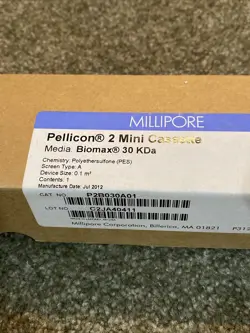 MILLIPORE
Pellicon® 2 Mini Cassette
Media: Biomax® 30 KDa
Chemistry: Polyethersulfone (PES)
Screen Type: A
Device Size: 0.1 m²
Contents: 1
Manufacture Date: Jul 2012
CAT. NO. P2B030A01
LOT NO. C2JA40411
Millipore Corporation, Billerica, MA 01821